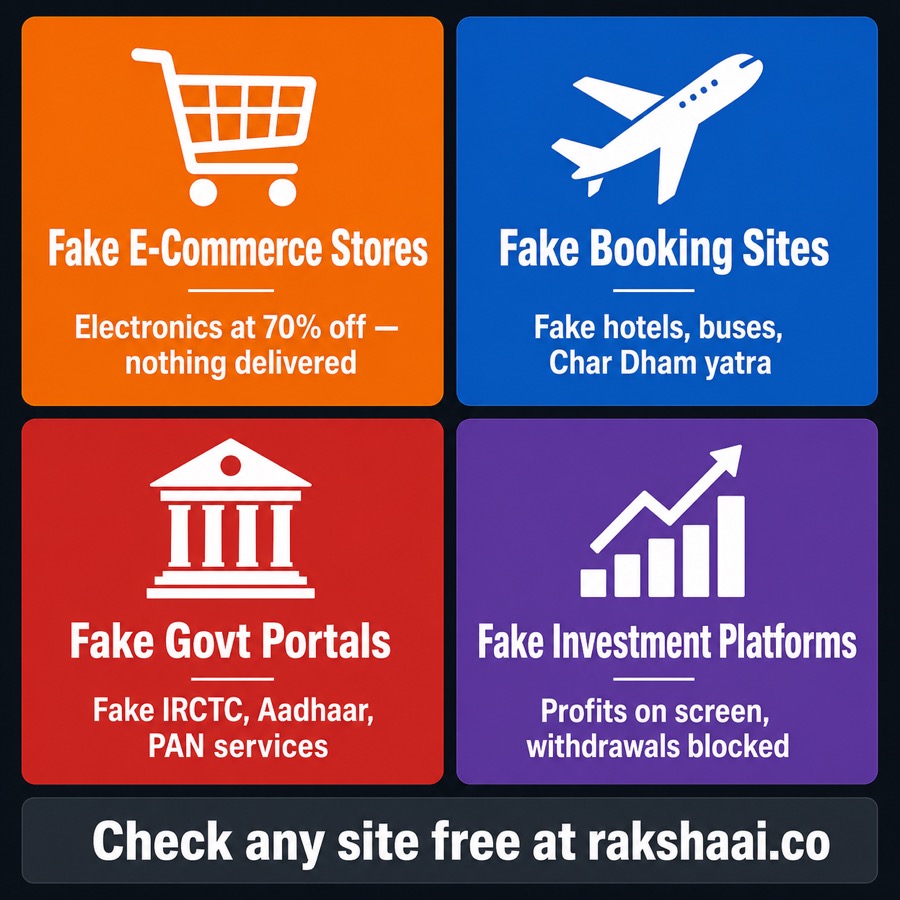 Fake E-Commerce Stores
Electronics at 70% off —
nothing delivered
Fake Booking Sites
Fake hotels, buses,
Char Dham yatra
Fake Govt Portals
Fake IRCTC, Aadhaar,
PAN services
Fake Investment Platforms
Profits on screen,
withdrawals blocked
Check any site free at rakshaai.co